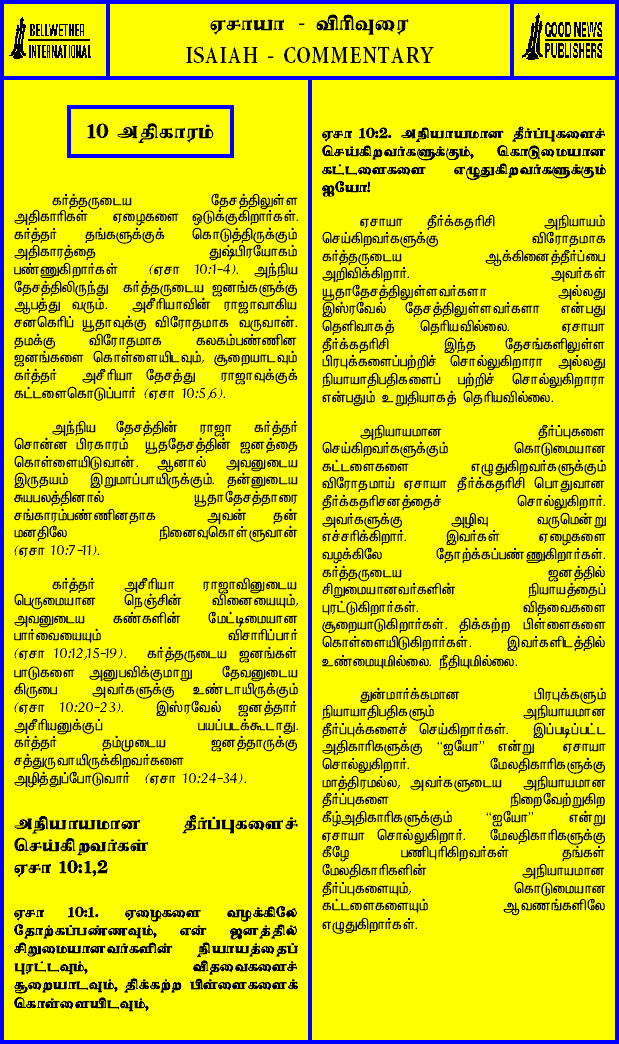 BELLWETHER
INTERNATIONAL
ஏசாயா - விரிவுரை
ISAIAH - COMMENTARY
GOOD NEWS
PUBLISHERS
10 அதிகாரம்
கர்த்தருடைய தேசத்திலுள்ள
அதிகாரிகள் ஏழைகளை ஒடுக்குகிறார்கள்.
கர்த்தர் தங்களுக்குக் கொடுத்திருக்கும்
அதிகாரத்தை துஷ்பிரயோகம்
பண்ணுகிறார்கள் (ஏசா 10:1-4). அந்நிய
தேசத்திலிருந்து கர்த்தருடைய ஜனங்களுக்கு
ஆபத்து வரும். அசீரியாவின் ராஜாவாகிய
சனகெரிப் யூதாவுக்கு விரோதமாக வருவான்.
தமக்கு விரோதமாக கலகம்பண்ணின
ஜனங்களை கொள்ளையிடவும், சூறையாடவும்
கர்த்தர் அசீரியா தேசத்து ராஜாவுக்குக்
கட்டளைகொடுப்பார் (ஏசா 10:5,6).
அந்நிய தேசத்தின் ராஜா கர்த்தர்
சொன்ன பிரகாரம் யூததேசத்தின் ஜனத்தை
கொள்ளையிடுவான். ஆனால் அவனுடைய
இருதயம் இறுமாப்பாயிருக்கும். தன்னுடைய
சுயபலத்தினால் யூதாதேசத்தாரை
சங்காரம்பண்ணினதாக அவன் தன்
மனதிலே நினைவுகொள்ளுவான்
(ஏசா 10:7-11).
கர்த்தர் அசீரியா ராஜாவினுடைய
பெருமையான நெஞ்சின் வினையையும்,
அவனுடைய கண்களின் மேட்டிமையான
பார்வையையும் விசாரிப்பார்
(ஏசா 10:12,15-19). கர்த்தருடைய ஜனங்கள்
பாடுகளை அனுபவிக்குமாறு தேவனுடைய
கிருபை அவர்களுக்கு உண்டாயிருக்கும்
(ஏசா 10:20-23). இஸ்ரவேல் ஜனத்தார்
அசீரியனுக்குப் பயப்படக்கூடாது.
கர்த்தர் தம்முடைய ஜனத்தாருக்கு
சத்துருவாயிருக்கிறவர்களை
அழித்துப்போடுவார் (ஏசா 10:24-34).
அநியாயமான தீர்ப்புகளைச்
செய்கிறவர்கள்
ஏசா 10:1,2
ஏசா 10:1. ஏழைகளை வழக்கிலே
தோற்கப்பண்ணவும், என் ஜனத்தில்
சிறுமையானவர்களின் நியாயத்தைப்
புரட்டவும், விதவைகளைச்
சூறையாடவும், திக்கற்ற பிள்ளைகளைக்
கொள்ளையிடவும்,
ஏசா 10:2. அநியாயமான தீர்ப்புகளைச்
செய்கிறவர்களுக்கும், கொடுமையான
கட்டளைகளை எழுதுகிறவர்களுக்கும்
ஐயோ!
ஏசாயா தீர்க்கதரிசி அநியாயம்
செய்கிறவர்களுக்கு விரோதமாக
கர்த்தருடைய ஆக்கினைத்தீர்ப்பை
அறிவிக்கிறார். அவர்கள்
யூதாதேசத்திலுள்ளவர்களா அல்லது
இஸ்ரவேல் தேசத்திலுள்ளவர்களா என்பது
தெளிவாகத் தெரியவில்லை. ஏசாயா
தீர்க்கதரிசி இந்த தேசங்களிலுள்ள
பிரபுக்களைப்பற்றிச் சொல்லுகிறாரா அல்லது
நியாயாதிபதிகளைப் பற்றிச் சொல்லுகிறாரா
என்பதும் உறுதியாகத் தெரியவில்லை.
அநியாயமான தீர்ப்புகளை
செய்கிறவர்களுக்கும் கொடுமையான
கட்டளைகளை எழுதுகிறவர்களுக்கும்
விரோதமாய் ஏசாயா தீர்க்கதரிசி பொதுவான
தீர்க்கதரிசனத்தைச் சொல்லுகிறார்.
அவர்களுக்கு அழிவு வருமென்று
எச்சரிக்கிறார். இவர்கள் ஏழைகளை
வழக்கிலே தோற்க்கப்பண்ணுகிறார்கள்.
கர்த்தருடைய ஜனத்தில்
சிறுமையானவர்களின் நியாயத்தைப்
புரட்டுகிறார்கள். விதவைகளை
சூறையாடுகிறார்கள். திக்கற்ற பிள்ளைகளை
கொள்ளையிடுகிறார்கள். இவர்களிடத்தில்
உண்மையுமில்லை. நீதியுமில்லை.
துன்மார்க்கமான பிரபுக்களும்
நியாயாதிபதிகளும் அநியாயமான
தீர்ப்புக்களைச் செய்கிறார்கள். இப்படிப்பட்ட
அதிகாரிகளுக்கு “ஐயோ” என்று ஏசாயா
சொல்லுகிறார். மேலதிகாரிகளுக்கு
மாத்திரமல்ல, அவர்களுடைய அநியாயமான
தீர்ப்புகளை நிறைவேற்றுகிற
கீழ்அதிகாரிகளுக்கும் “ஐயோ” என்று
ஏசாயா சொல்லுகிறார். மேலதிகாரிகளுக்கு
கீழே பணிபுரிகிறவர்கள் தங்கள்
மேலதிகாரிகளின் அநியாயமான
தீர்ப்புகளையும், கொடுமையான
கட்டளைகளையும் ஆவணங்களிலே
எழுதுகிறார்கள்.